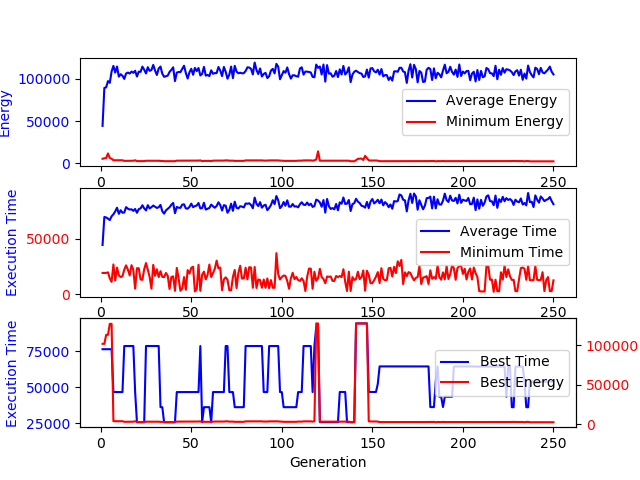 Energy
100000
50000
0
Average Energy
Minimum Energy
0 50 100 150 200 250
Execution Time
50000
0
Average Time
Minimum Time
0 50 100 150 200 250
Execution Time
75000
50000
25000
Best Time
Best Energy
100000
50000
0
0 50 100 150 200 250
Generation